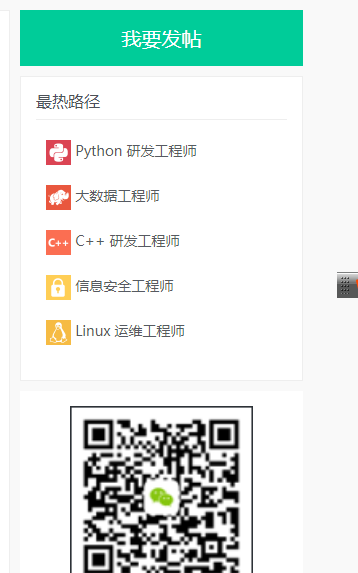 我要发帖
最热路径
Python 研发工程师
大数据工程师
C++ C++ 研发工程师
信息安全工程师
Linux 运维工程师